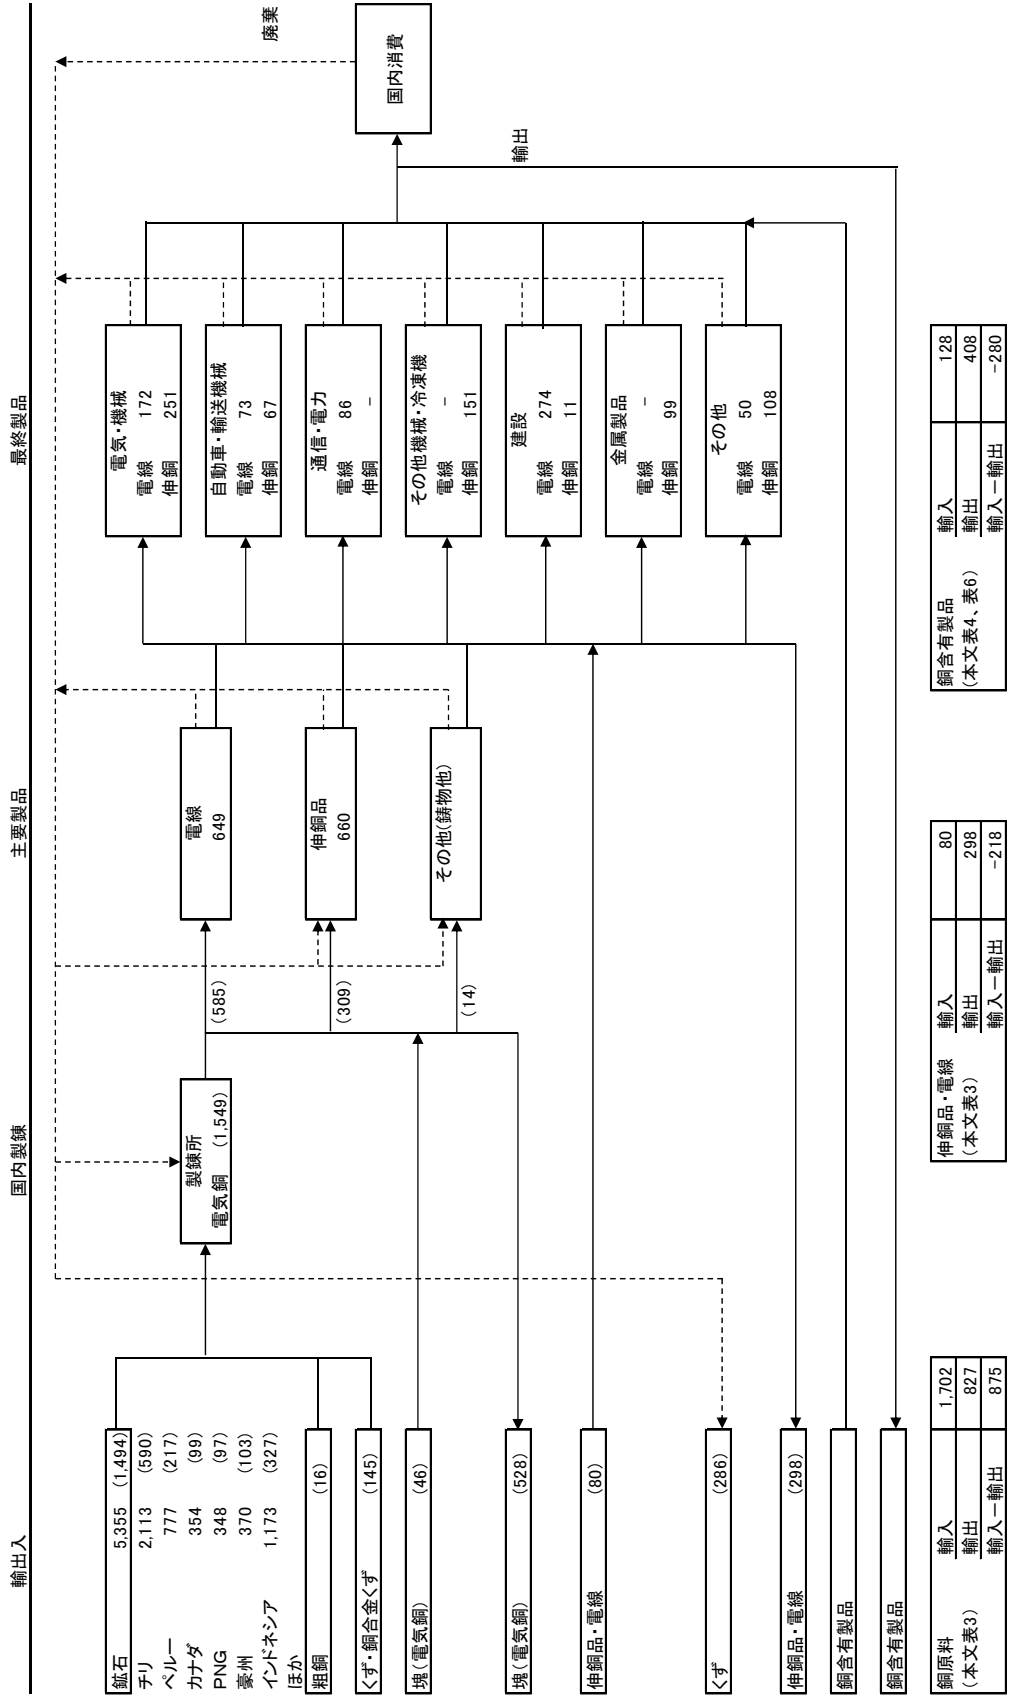 輸出入
国内製錬
主要製品
最終製品
鉱石 5,355 (1,494)
チリ 2,113 (590)
ペルー 777 (217)
カナダ 354 (99)
PNG 348 (97)
豪州 370 (103)
インドネシア 1,173 (327)
ほか
粗銅 (16)
くず・銅合金くず (145)
塊(電気銅) (46)
塊(電気銅) (528)
伸銅品・電線 (80)
くず (286)
伸銅品・電線 (298)
銅含有製品
銅含有製品
製錬所
電気銅 (1,549)
(585)
(309)
(14)
電線
649
伸銅品
660
その他(鋳物他)
電気・機械
電線 172
伸銅 251
自動車・輸送機械
電線 73
伸銅 67
通信・電力
電線 86
伸銅 -
その他機械・冷凍機
電線 -
伸銅 151
建設
電線 274
伸銅 11
金属製品
電線 -
伸銅 99
その他
電線 50
伸銅 108
国内消費
廃棄
輸出
銅原料 輸入 1,702
(本文表3) 輸出 827
輸入-輸出 875
伸銅品・電線 輸入 80
(本文表3) 輸出 298
輸入-輸出 -218
銅含有製品 輸入 128
(本文表4、表6) 輸出 408
輸入-輸出 -280